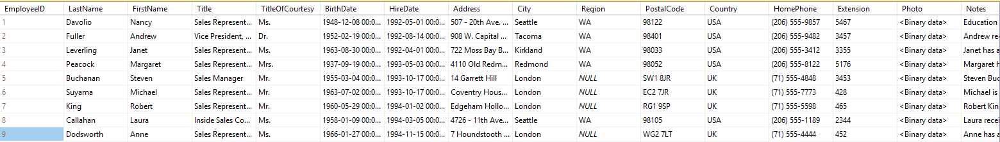 EmployeeID LastName FirstName Title TitleOfCourtesy BirthDate HireDate Address City Region PostalCode Country HomePhone Extension Photo Notes
1 Davolio Nancy Sales Represent... Ms. 1948-12-08 00:0... 1992-05-01 00:0... 507 - 20th Ave. ... Seattle WA 98122 USA (206) 555-9857 5467 <Binary data> Education
2 Fuller Andrew Vice President, ... Dr. 1952-02-19 00:0... 1992-08-14 00:0... 908 W. Capital ... Tacoma WA 98401 USA (206) 555-9482 3457 <Binary data> Andrew re
3 Leverling Janet Sales Represent... Ms. 1963-08-30 00:0... 1992-04-01 00:0... 722 Moss Bay B... Kirkland WA 98033 USA (206) 555-3412 3355 <Binary data> Janet has a
4 Peacock Margaret Sales Represent... Mrs. 1937-09-19 00:0... 1993-05-03 00:0... 4110 Old Redm... Redmond WA 98052 USA (206) 555-8122 5176 <Binary data> Margaret h
5 Buchanan Steven Sales Manager Mr. 1955-03-04 00:0... 1993-10-17 00:0... 14 Garrett Hill London NULL SW1 8JR UK (71) 555-4848 3453 <Binary data> Steven Buc
6 Suyama Michael Sales Represent... Mr. 1963-07-02 00:0... 1993-10-17 00:0... Coventry Hous... London NULL EC2 7JR UK (71) 555-7773 428 <Binary data> Michael is
7 King Robert Sales Represent... Mr. 1960-05-29 00:0... 1994-01-02 00:0... Edgeham Hollo... London NULL RG1 9SP UK (71) 555-5598 465 <Binary data> Robert Kin
8 Callahan Laura Inside Sales Co... Ms. 1958-01-09 00:0... 1994-03-05 00:0... 4726 - 11th Ave... Seattle WA 98105 USA (206) 555-1189 2344 <Binary data> Laura recei
9 Dodsworth Anne Sales Represent... Ms. 1966-01-27 00:0... 1994-11-15 00:0... 7 Houndstooth ... London NULL WG2 7LT UK (71) 555-4444 452 <Binary data> Anne has a